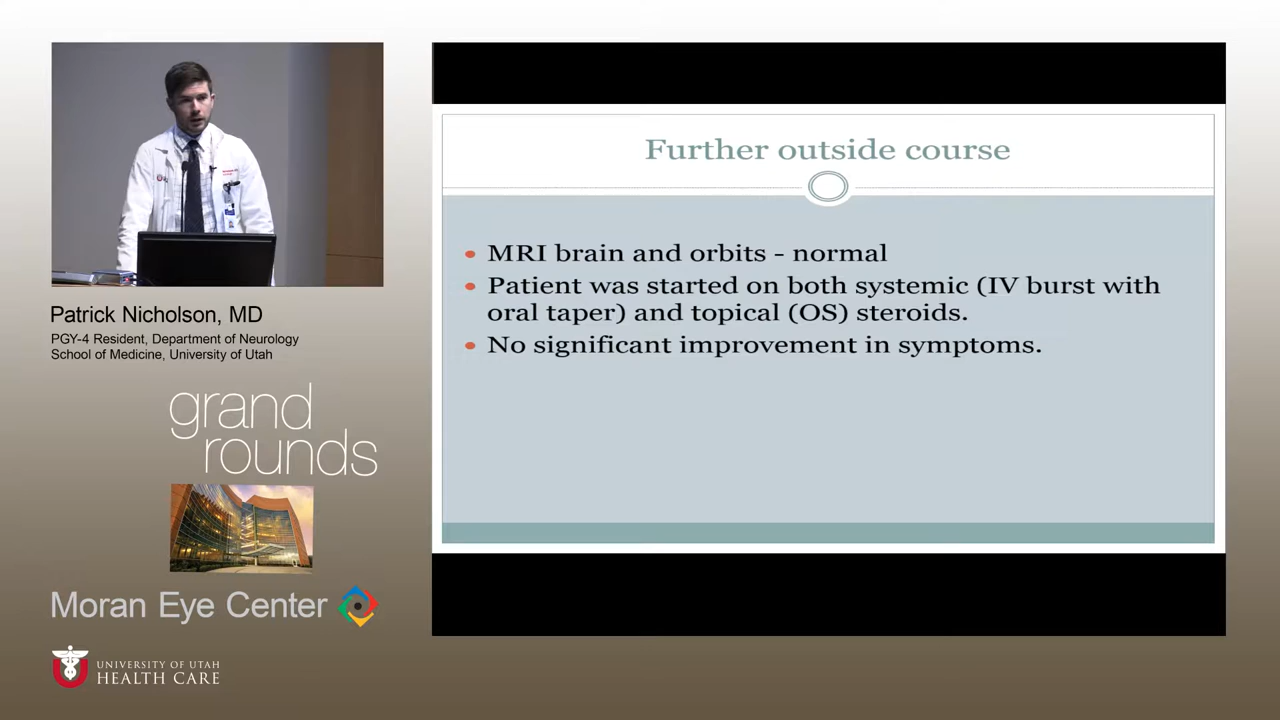 Further outside course
• MRI brain and orbits - normal
• Patient was started on both systemic (IV burst with
oral taper) and topical (OS) steroids.
• No significant improvement in symptoms.
Patrick Nicholson, MD
PGY-4 Resident, Department of Neurology
School of Medicine, University of Utah
grand
rounds
Moran Eye Center
UNIVERSITY OF UTAH
HEALTH CARE